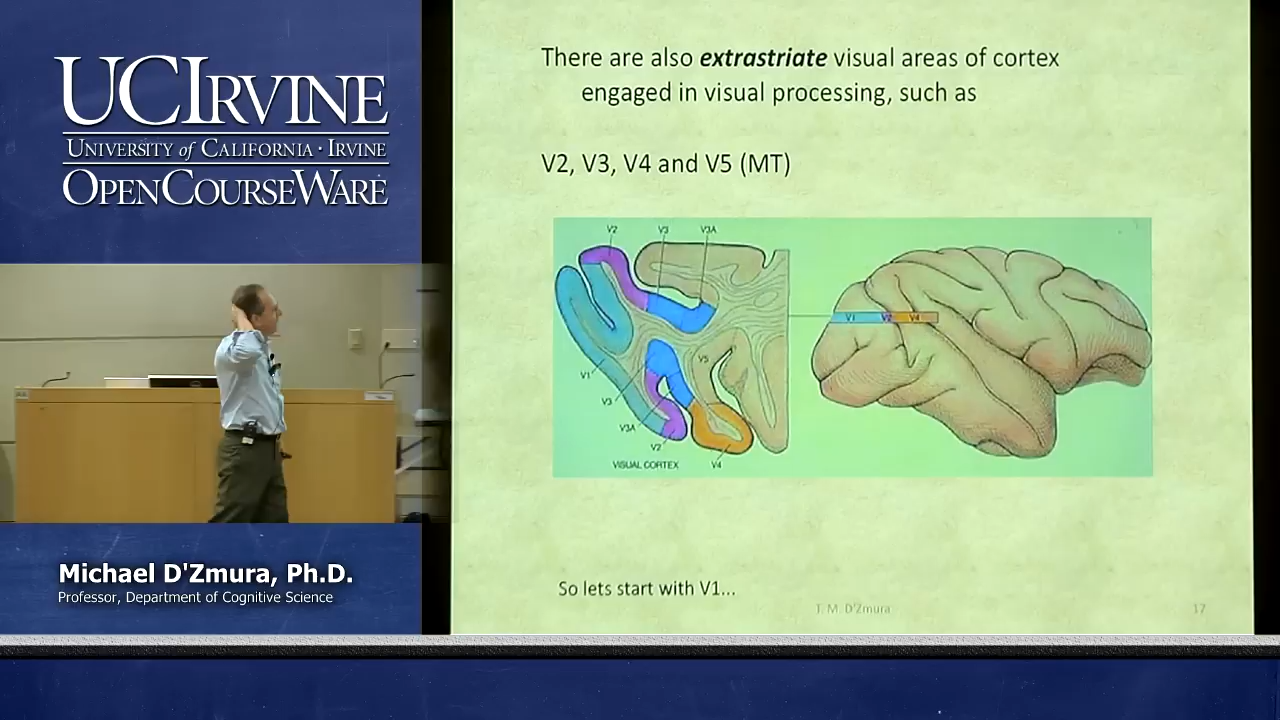 UCIRVINE
UNIVERSITY of CALIFORNIA · IRVINE
OPENCOURSEWARE
Michael D'Zmura, Ph.D.
Professor, Department of Cognitive Science
There are also extrastriate visual areas of cortex
engaged in visual processing, such as
V2, V3, V4 and V5 (MT)
V2 V3 V3A
V1
V3
V3A
V2
V5
V4
VISUAL CORTEX
V1 V2 V4
So lets start with V1...
T. M. D'Zmura
17